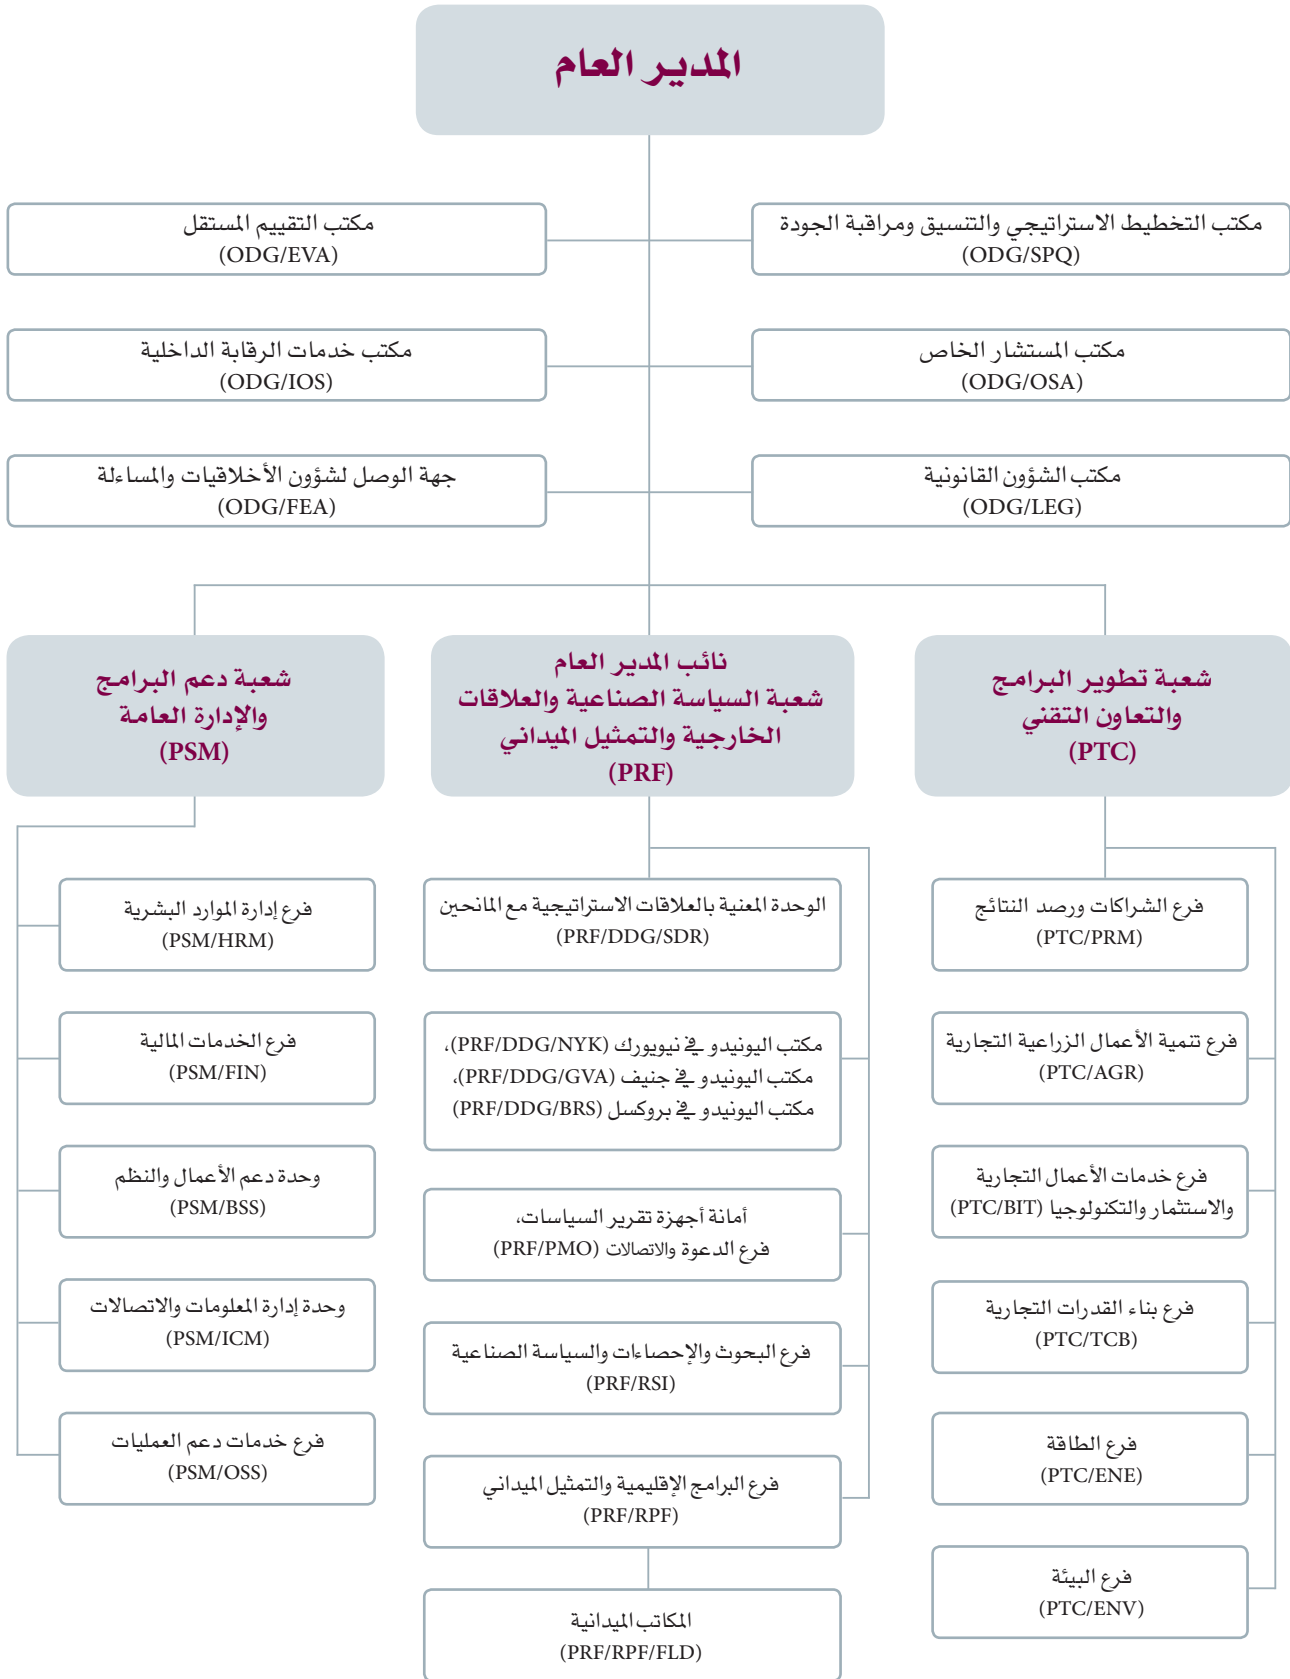 المدير العام
مكتب التخطيط الاستراتيجي والتنسيق ومراقبة الجودة
(ODG/SPQ)
مكتب التقييم المستقل
(ODG/EVA)
مكتب المستشار الخاص
(ODG/OSA)
مكتب خدمات الرقابة الداخلية
(ODG/IOS)
مكتب الشؤون القانونية
(ODG/LEG)
جهة الوصل لشؤون الأخلاقيات والمساءلة
(ODG/FEA)
شعبة تطوير البرامج
والتعاون التقني
(PTC)
نائب المدير العام
شعبة السياسة الصناعية والعلاقات
الخارجية والتمثيل الميداني
(PRF)
شعبة دعم البرامج
والإدارة العامة
(PSM)
فرع الشراكات ورصد النتائج
(PTC/PRM)
فرع تنمية الأعمال الزراعية التجارية
(PTC/AGR)
فرع خدمات الأعمال التجارية
والاستثمار والتكنولوجيا (PTC/BIT)
فرع بناء القدرات التجارية
(PTC/TCB)
فرع الطاقة
(PTC/ENE)
فرع البيئة
(PTC/ENV)
الوحدة المعنية بالعلاقات الاستراتيجية مع المانحين
(PRF/DDG/SDR)
مكتب اليونيدو في نيويورك (PRF/DDG/NYK)،
مكتب اليونيدو في جنيف (PRF/DDG/GVA)،
مكتب اليونيدو في بروكسل (PRF/DDG/BRS)
أمانة أجهزة تقرير السياسات،
فرع الدعوة والاتصالات (PRF/PMO)
فرع البحوث والإحصاءات والسياسة الصناعية
(PRF/RSI)
فرع البرامج الإقليمية والتمثيل الميداني
(PRF/RPF)
المكاتب الميدانية
(PRF/RPF/FLD)
فرع إدارة الموارد البشرية
(PSM/HRM)
فرع الخدمات المالية
(PSM/FIN)
وحدة دعم الأعمال والنظم
(PSM/BSS)
وحدة إدارة المعلومات والاتصالات
(PSM/ICM)
فرع خدمات دعم العمليات
(PSM/OSS)